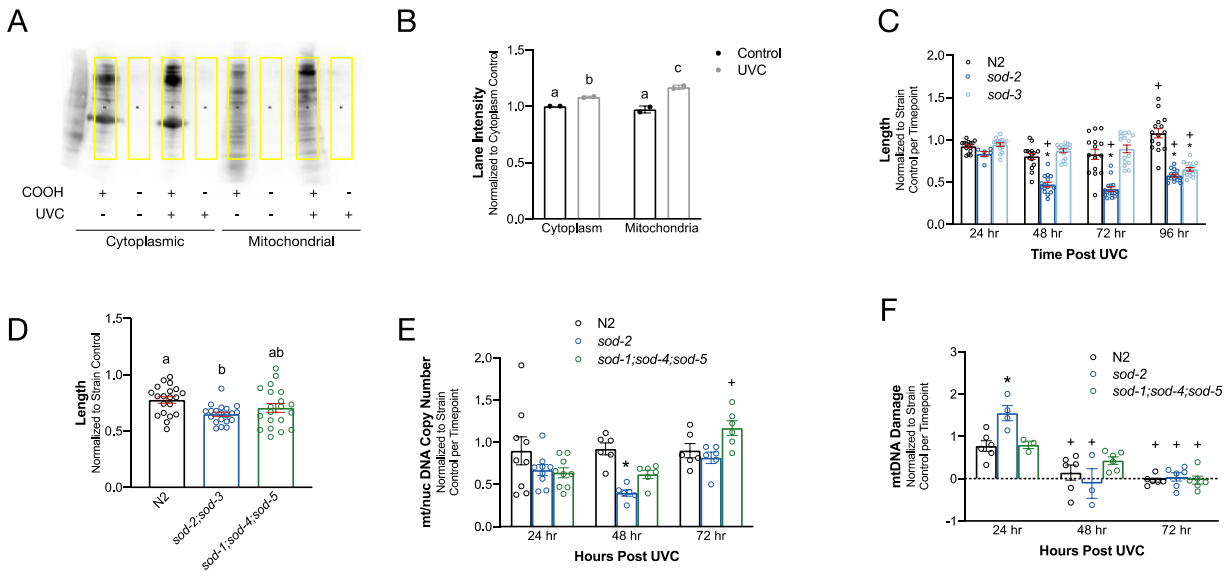 A
COOH + - + - + - + -
UVC - - + + - - + +
Cytoplasmic Mitochondrial
B
Control
UVC
Lane Intensity
Normalized to Cytoplasm Control
1.5
1.0
0.5
0.0
a b a c
Cytoplasm Mitochondria
C
N2
sod-2
sod-3
Length
Normalized to Strain
Control per Timepoint
2.0
1.5
1.0
0.5
0.0
+ * + * + + * + *
24 hr 48 hr 72 hr 96 hr
Time Post UVC
D
Length
Normalized to Strain Control
1.5
1.0
0.5
0.0
a b ab
N2
sod-2;sod-3
sod-1;sod-4;sod-5
E
N2
sod-2
sod-1;sod-4;sod-5
mt/nuc DNA Copy Number
Normalized to Strain
Control per Timepoint
2.0
1.5
1.0
0.5
0.0
* +
24 hr 48 hr 72 hr
Hours Post UVC
F
N2
sod-2
sod-1;sod-4;sod-5
mtDNA Damage
Normalized to Strain
Control per Timepoint
3
2
1
0
-1
* + + + + +
24 hr 48 hr 72 hr
Hours Post UVC